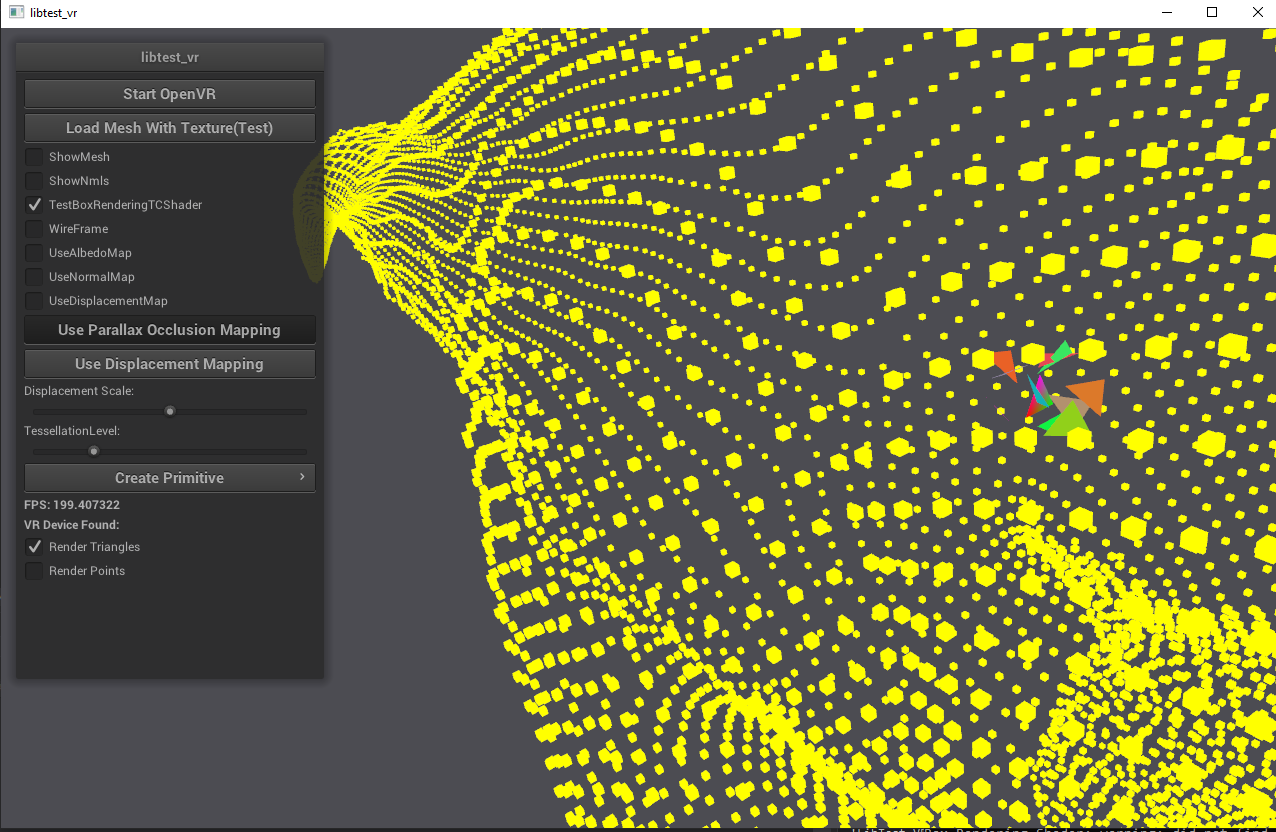 libtest_vr
libtest_vr
Start OpenVR
Load Mesh With Texture(Test)
ShowMesh
ShowNmls
TestBoxRenderingTCShader
WireFrame
UseAlbedoMap
UseNormalMap
UseDisplacementMap
Use Parallax Occlusion Mapping
Use Displacement Mapping
Displacement Scale:
TessellationLevel:
Create Primitive
FPS: 199.407322
VR Device Found:
Render Triangles
Render Points